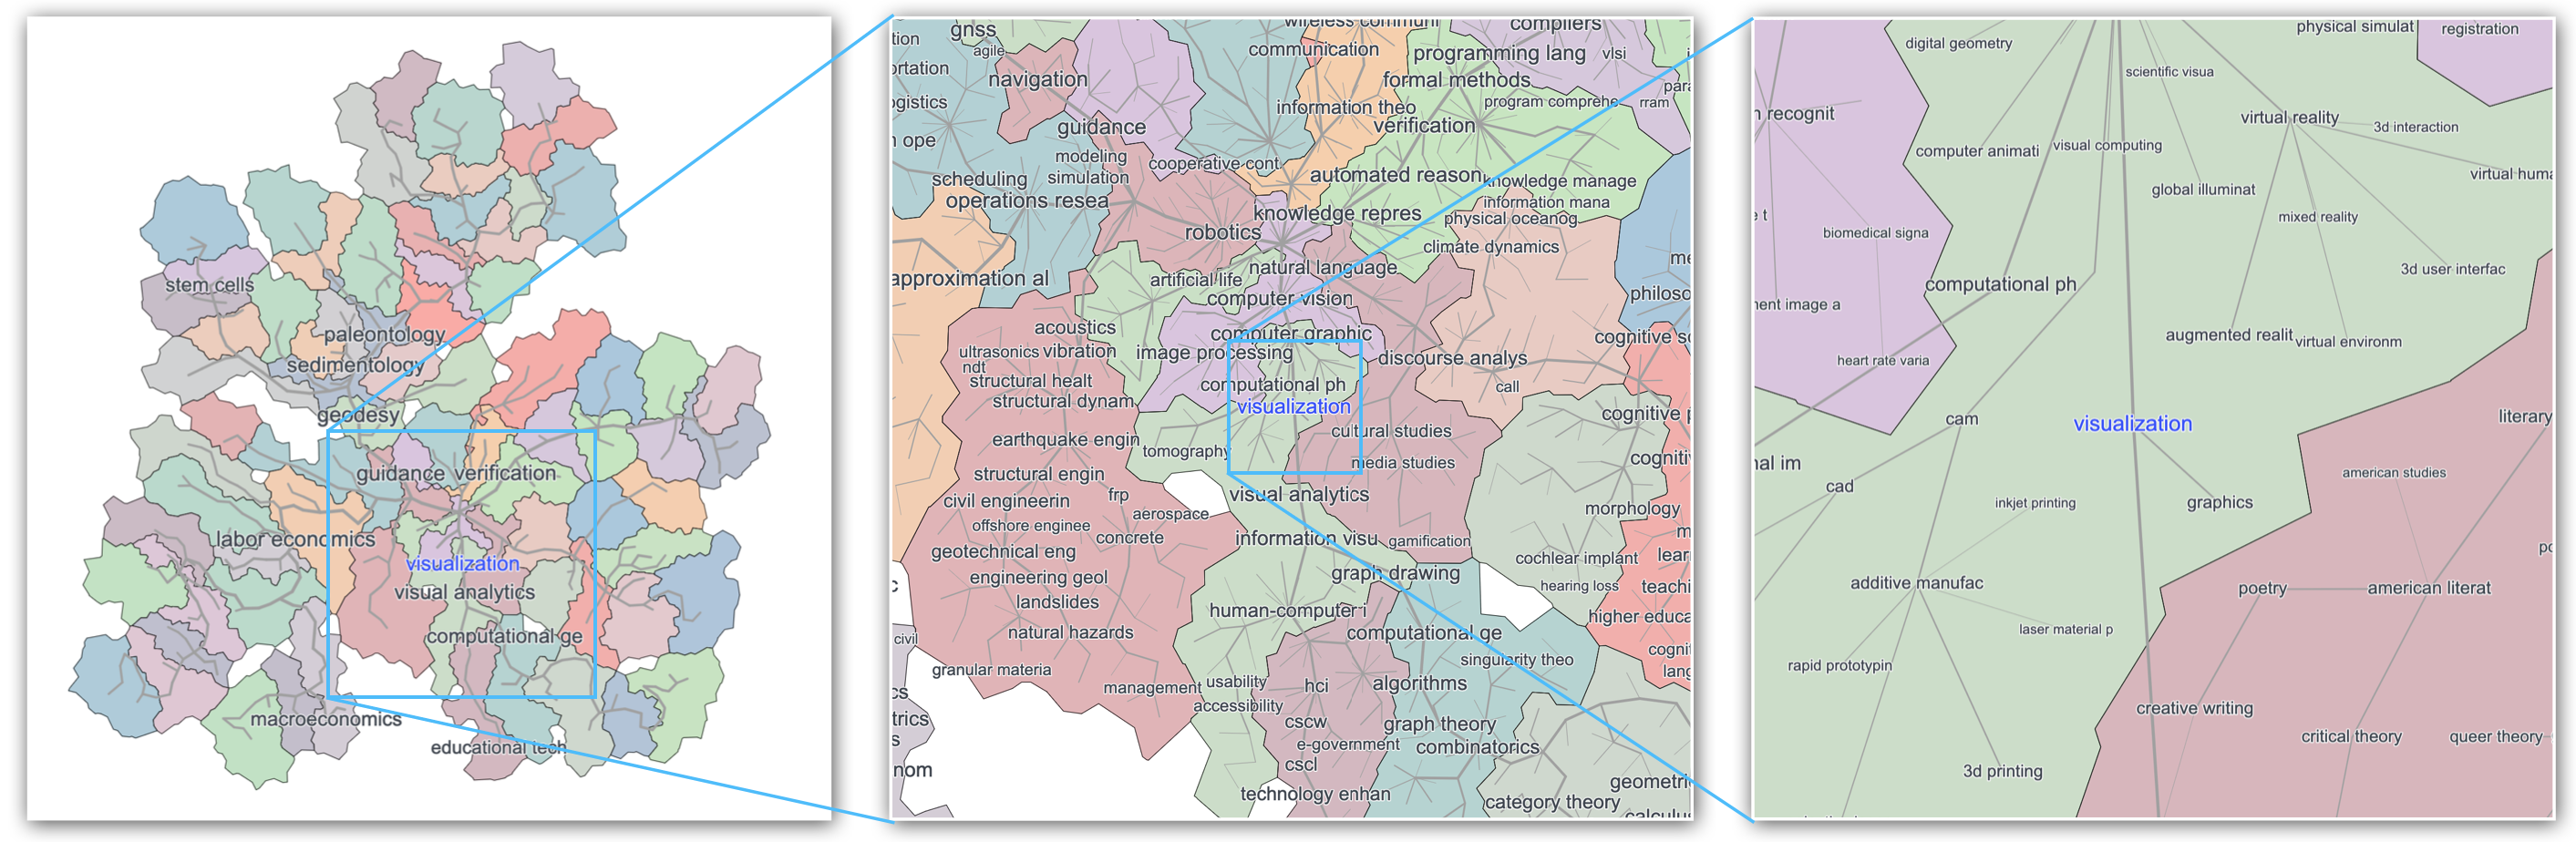 stem cells
paleontology
sedimentology
geodesy
guidance verification
labor economics
visualization
visual analytics
computational ge
macroeconomics
educational tech
gnss
agile
tion
ortation
navigation
ogistics
n ope
guidance
modeling
simulation
scheduling
operations resea
cooperative cont
wireless communi
communication
compilers
programming lang
vlsi
formal methods
para
information theo
program comprehe
rram
verification
automated reason
knowledge manage
information mana
knowledge repres
physical oceanog
robotics
climate dynamics
me
approximation al
artificial life
natural language
computer vision
philoso
acoustics
computer graphic
cognitive sc
ultrasonics
vibration
image processing
discourse analys
ndt
structural healt
computational ph
call
structural dynam
visualization
cognitive p
earthquake engin
tomography
cultural studies
media studies
cogniti
structural engin
frp
visual analytics
civil engineerin
aerospace
morphology
offshore enginee
concrete
information visu
gamification
m
geotechnical eng
cochlear implant
lear
engineering geol
graph drawing
hearing loss
teachi
c
landslides
human-computer i
higher educa
civil
natural hazards
computational ge
cognit
granular materia
singularity theo
lang
management
usability
hci
algorithms
cs
accessibility
trics
cscw
graph theory
s
e-government
combinatorics
nom
cscl
geometri
technology enhan
category theory
calculus
physical simulat
registration
digital geometry
scientific visua
n recognit
virtual reality
3d interaction
computer animati
visual computing
virtual huma
global illuminat
e t
mixed reality
biomedical signa
3d user interfac
computational ph
nent image a
augmented realit
virtual environm
heart rate varia
cam
visualization
literary
nal im
american studies
cad
inkjet printing
graphics
po
additive manufac
poetry
american literat
laser material p
rapid prototypin
creative writing
critical theory
queer theory
3d printing